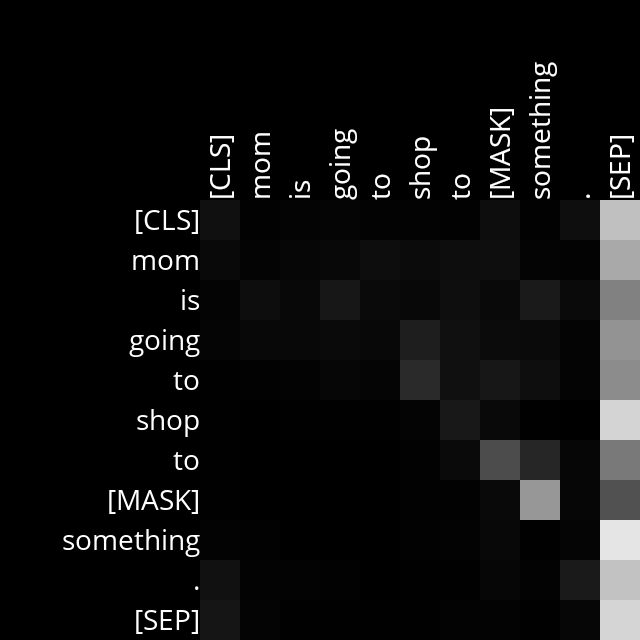 [CLS] mom is going to shop to [MASK] something . [SEP]
[CLS]
mom
is
going
to
shop
to
[MASK]
something
.
[SEP]